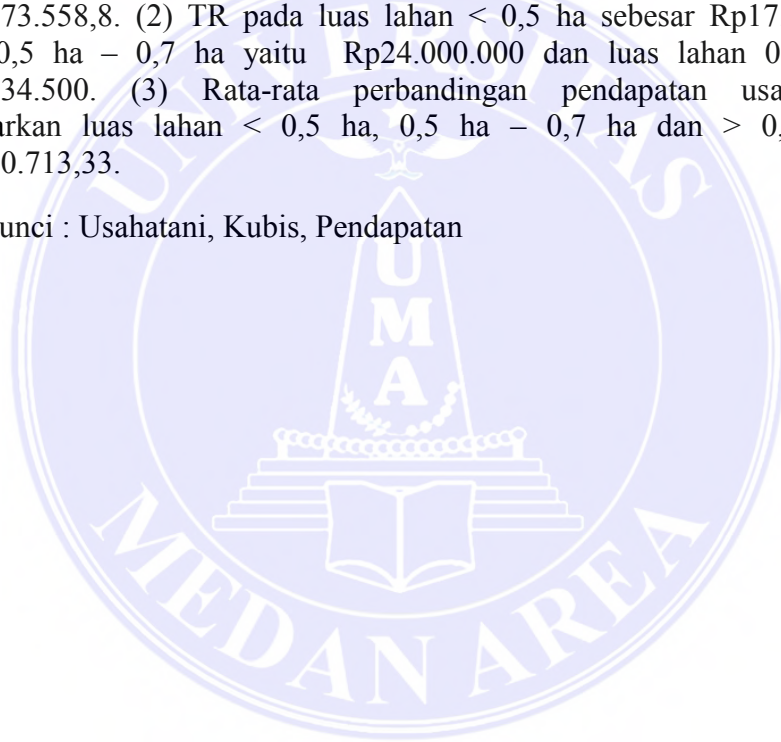 73.558,8. (2) TR pada luas lahan < 0,5 ha sebesar Rp17
0,5 ha – 0,7 ha yaitu Rp24.000.000 dan luas lahan 0
34.500. (3) Rata-rata perbandingan pendapatan usa
arkan luas lahan < 0,5 ha, 0,5 ha – 0,7 ha dan > 0,
0.713,33.
unci : Usahatani, Kubis, Pendapatan
UNIVERSITAS
UMA
MEDAN AREA